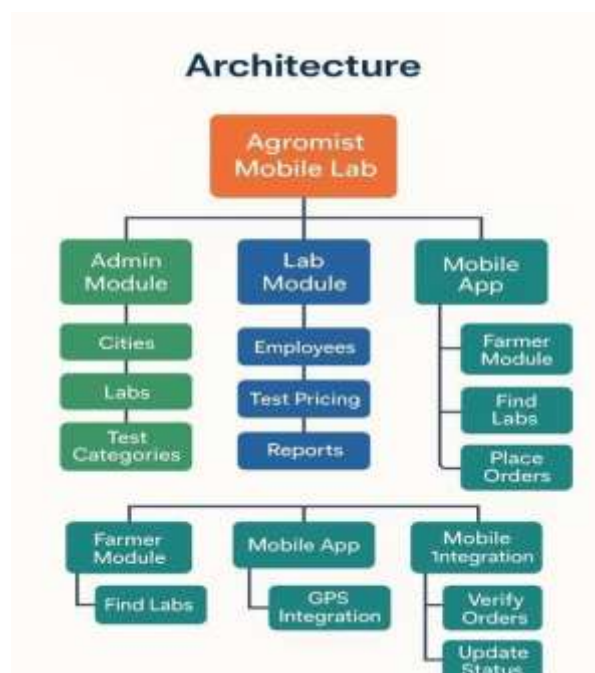 Architecture
Agromist
Mobile Lab
Admin
Module
Lab
Module
Mobile
App
Cities
Labs
Test
Categories
Employees
Test Pricing
Reports
Farmer
Module
Find
Labs
Place
Orders
Farmer
Module
Find Labs
Mobile App
GPS
Integration
Mobile
Integration
Verify
Orders
Update
Status